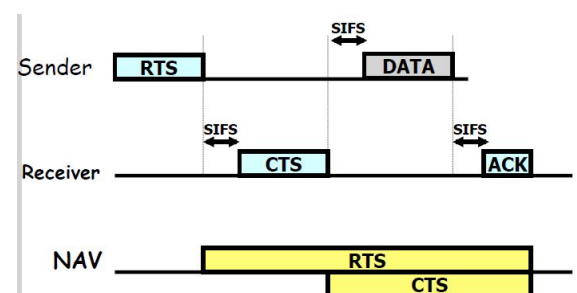 SIFS
Sender RTS DATA
SIFS SIFS
Receiver CTS ACK
NAV RTS
CTS